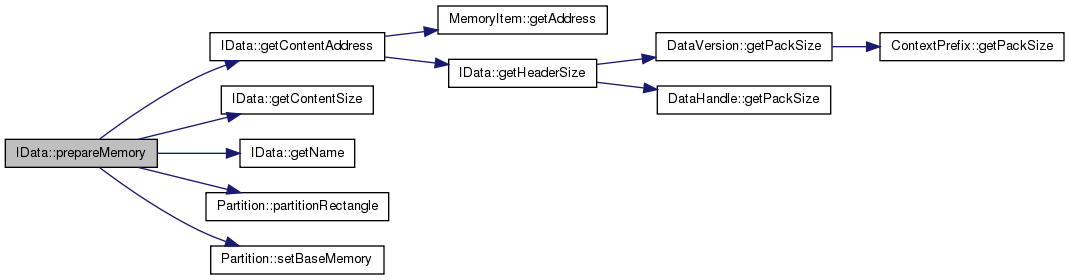 IData::prepareMemory
IData::getContentAddress
MemoryItem::getAddress
IData::getHeaderSize
DataVersion::getPackSize
ContextPrefix::getPackSize
DataHandle::getPackSize
IData::getContentSize
IData::getName
Partition::partitionRectangle
Partition::setBaseMemory